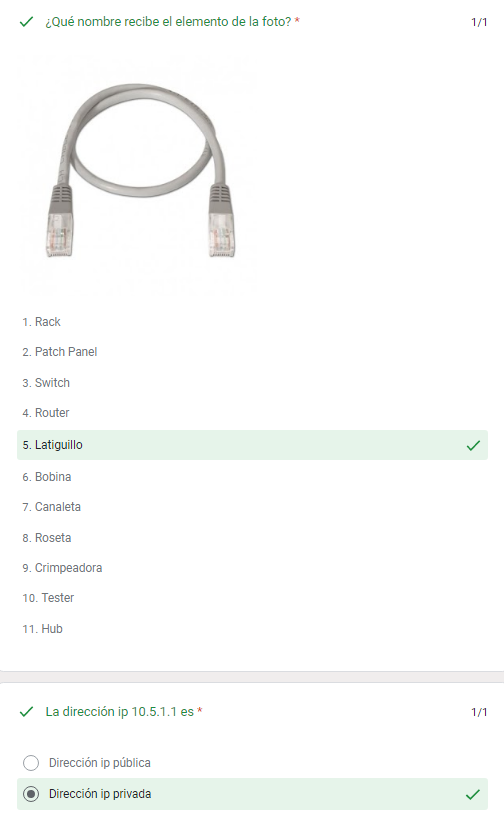 ¿Qué nombre recibe el elemento de la foto? *
1/1
1. Rack
2. Patch Panel
3. Switch
4. Router
5. Latiguillo
6. Bobina
7. Canaleta
8. Roseta
9. Crimpeadora
10. Tester
11. Hub
La dirección ip 10.5.1.1 es *
1/1
Dirección ip pública
Dirección ip privada